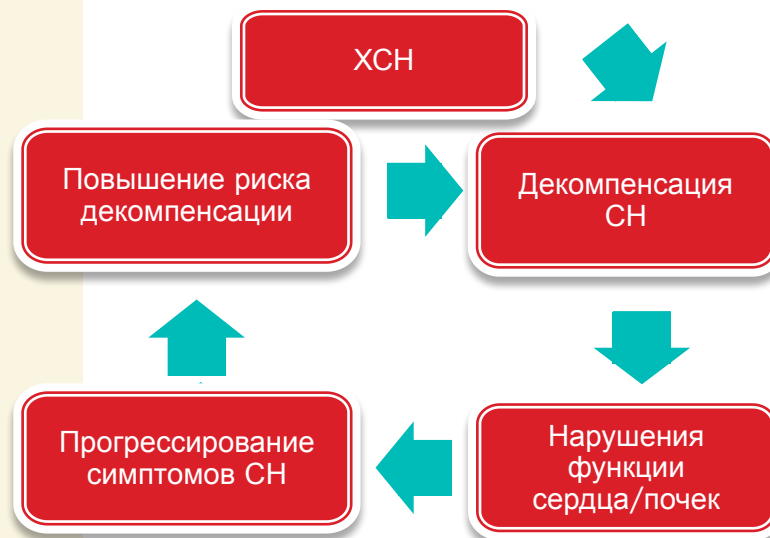 ХСН
Повышение риска
декомпенсации
Декомпенсация
СН
Прогрессирование
симптомов СН
Нарушения
функции
сердца/почек